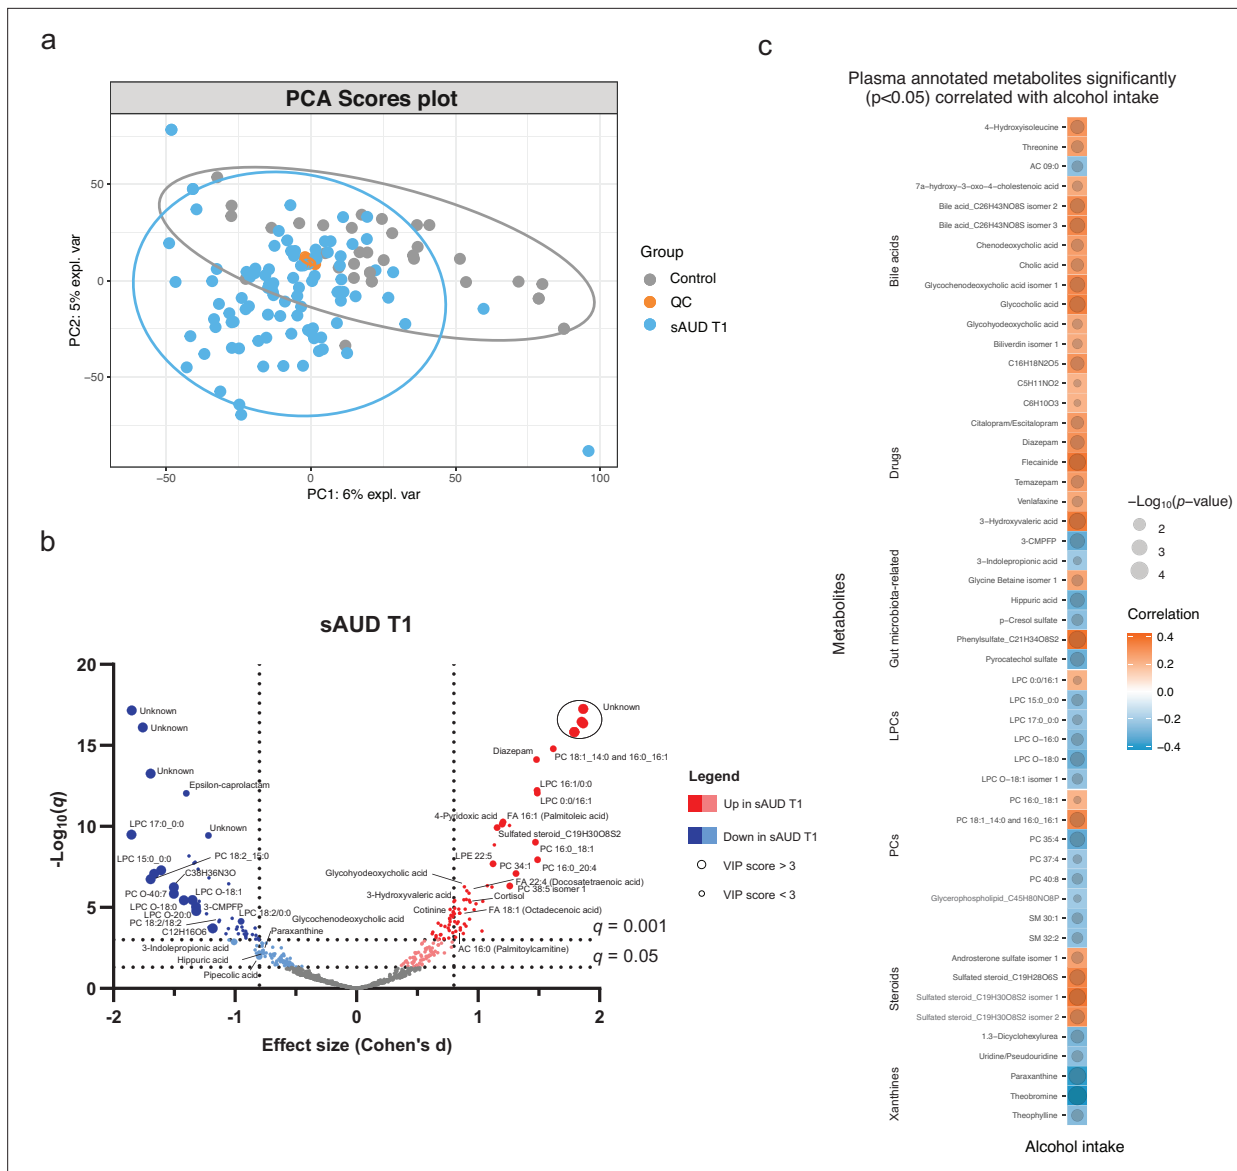 a
PCA Scores plot
50
0
−50
PC2: 5% expl. var
−50
0
50
100
PC1: 6% expl. var
Group
Control
QC
sAUD T1
b
sAUD T1
20
15
10
5
0
-Log10(q)
-2
-1
0
1
2
Effect size (Cohen's d)
Unknown
Unknown
Unknown
Epsilon-caprolactam
LPC 17:0_0:0
Unknown
LPC 15:0_0:0
PC 18:2_15:0
C38H36N3O
PC O-40:7
LPC O-18:1
LPC O-18:0
3-CMPFP
LPC O-20:0
LPC 18:2/0:0
PC 18:2/18:2
Glycochenodeoxycholic acid
C12H16O6
Paraxanthine
3-Indolepropionic acid
Hippuric acid
Pipecolic acid
Unknown
Diazepam
PC 18:1_14:0 and 16:0_16:1
LPC 16:1/0:0
LPC 0:0/16:1
4-Pyridoxic acid
FA 16:1 (Palmitoleic acid)
Sulfated steroid_C19H30O8S2
PC 16:0_18:1
LPE 22:5
PC 34:1
PC 16:0_20:4
Glycohyodeoxycholic acid
FA 22:4 (Docosatetraenoic acid)
PC 38:5 isomer 1
3-Hydroxyvaleric acid
Cortisol
Cotinine
FA 18:1 (Octadecenoic acid)
AC 16:0 (Palmitoylcarnitine)
q = 0.001
q = 0.05
Legend
Up in sAUD T1
Down in sAUD T1
VIP score > 3
VIP score < 3
c
Plasma annotated metabolites significantly
(p<0.05) correlated with alcohol intake
Metabolites
Bile acids
Drugs
Gut microbiota-related
LPCs
PCs
Steroids
Xanthines
4−Hydroxyisoleucine
Threonine
AC 09:0
7a−hydroxy−3−oxo−4−cholestenoic acid
Bile acid_C26H43NO8S isomer 2
Bile acid_C26H43NO8S isomer 3
Chenodeoxycholic acid
Cholic acid
Glycochenodeoxycholic acid isomer 1
Glycocholic acid
Glycohyodeoxycholic acid
Biliverdin isomer 1
C16H18N2O5
C5H11NO2
C6H10O3
Citalopram/Escitalopram
Diazepam
Flecainide
Temazepam
Venlafaxine
3−Hydroxyvaleric acid
3-CMPFP
3−Indolepropionic acid
Glycine Betaine isomer 1
Hippuric acid
p−Cresol sulfate
Phenylsulfate_C21H34O8S2
Pyrocatechol sulfate
LPC 0:0/16:1
LPC 15:0_0:0
LPC 17:0_0:0
LPC O−16:0
LPC O−18:0
LPC O−18:1 isomer 1
PC 16:0_18:1
PC 18:1_14:0 and 16:0_16:1
PC 35:4
PC 37:4
PC 40:8
Glycerophospholipid_C45H80NO8P
SM 30:1
SM 32:2
Androsterone sulfate isomer 1
Sulfated steroid_C19H28O6S
Sulfated steroid_C19H30O8S2 isomer 1
Sulfated steroid_C19H30O8S2 isomer 2
1.3−Dicyclohexylurea
Uridine/Pseudouridine
Paraxanthine
Theobromine
Theophylline
Alcohol intake
−Log10(p−value)
2
3
4
Correlation
0.4
0.2
0.0
−0.2
−0.4